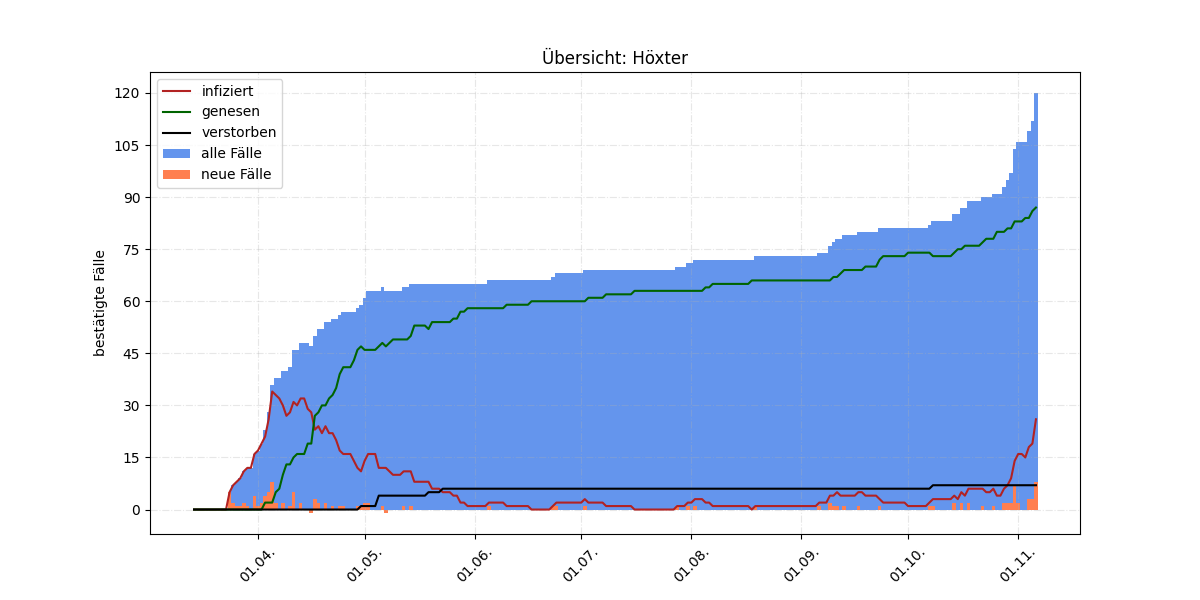 Übersicht: Höxter
infiziert
genesen
verstorben
alle Fälle
neue Fälle
bestätigte Fälle
120
105
90
75
60
45
30
15
0
01.04.
01.05.
01.06.
01.07.
01.08.
01.09.
01.10.
01.11.